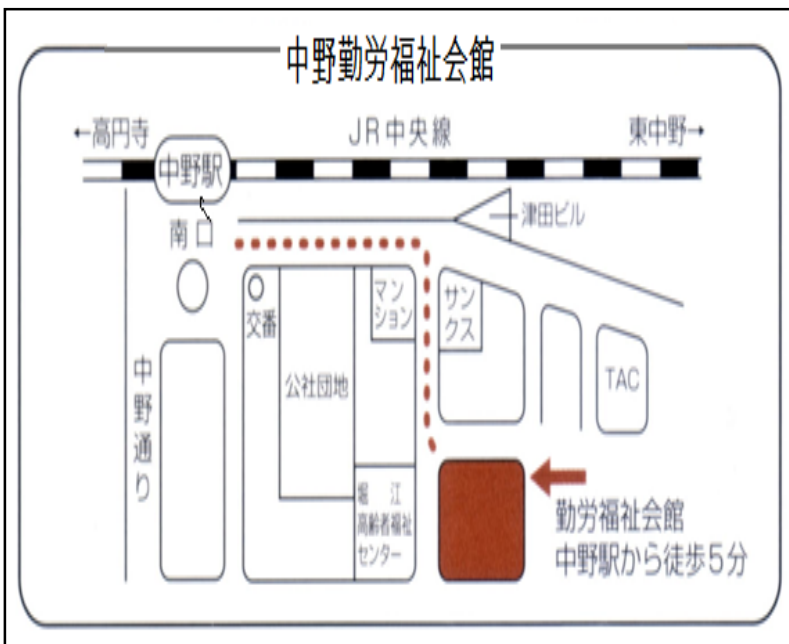 中野勤労福祉会館
←高円寺
JR中央線
東中野→
中野駅
津田ビル
南口
マンション
サンクス
交番
公社団地
TAC
中野通り
堀江
高齢者福祉
センター
勤労福祉会館
中野駅から徒歩5分